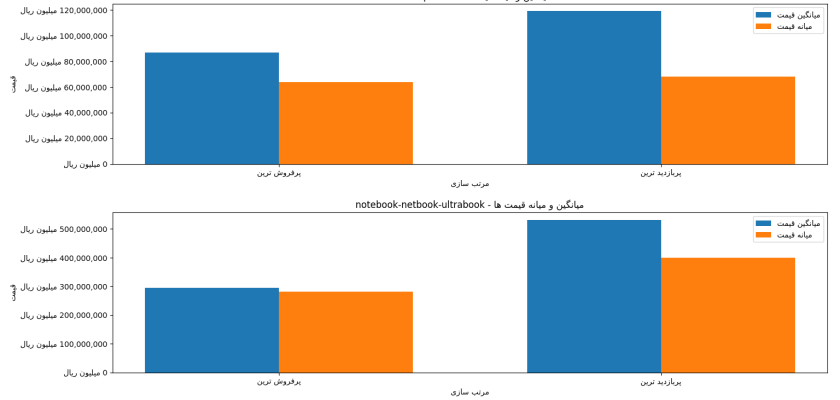 120,000,000 میلیون ریال
100,000,000 میلیون ریال
80,000,000 میلیون ریال
60,000,000 میلیون ریال
40,000,000 میلیون ریال
20,000,000 میلیون ریال
0 میلیون ریال
قیمت
میانگین قیمت
میانه قیمت
پرفروش ترین
پربازدید ترین
مرتب سازی
میانگین و میانه قیمت ها - notebook-netbook-ultrabook
500,000,000 میلیون ریال
400,000,000 میلیون ریال
300,000,000 میلیون ریال
200,000,000 میلیون ریال
100,000,000 میلیون ریال
0 میلیون ریال
قیمت
میانگین قیمت
میانه قیمت
پرفروش ترین
پربازدید ترین
مرتب سازی